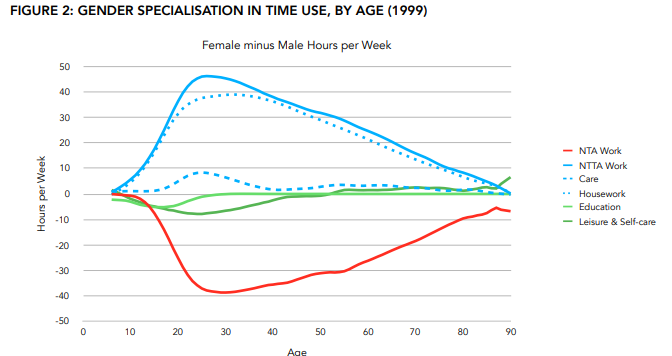 FIGURE 2: GENDER SPECIALISATION IN TIME USE, BY AGE (1999)
Female minus Male Hours per Week
50
40
30
20
10
0
-10
-20
-30
-40
-50
Hours per Week
0 10 20 30 40 50 60 70 80 90
Age
NTA Work
NTTA Work
Care
Housework
Education
Leisure & Self-care